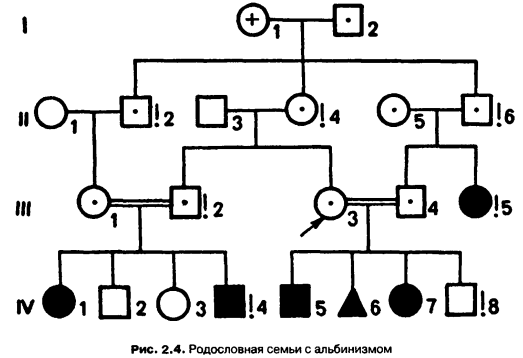 I 1 2
II 1 !2 3 !4 5 !6
III 1 !2 3 4 !5
IV 1 2 3 !4 5 6 7 !8
Рис. 2.4. Родословная семьи с альбинизмом